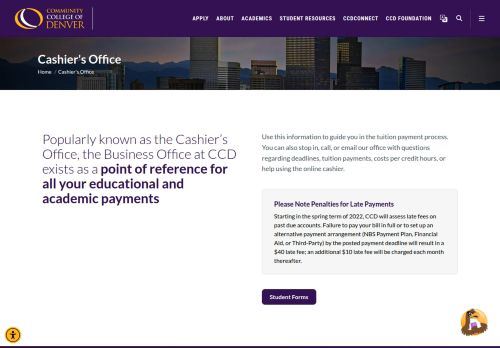 COMMUNITY
COLLEGE OF
DENVER
APPLY ABOUT ACADEMICS STUDENT RESOURCES CCDCONNECT CCD FOUNDATION
Cashier's Office
Home / Cashier's Office
Popularly known as the Cashier's
Office, the Business Office at CCD
exists as a point of reference for
all your educational and
academic payments
Use this information to guide you in the tuition payment process.
You can also stop in, call, or email our office with questions
regarding deadlines, tuition payments, costs per credit hours, or
help using the online cashier.
Please Note Penalties for Late Payments
Starting in the spring term of 2022, CCD will assess late fees on
past due accounts. Failure to pay your bill in full or to set up an
alternative payment arrangement (NBS Payment Plan, Financial
Aid, or Third-Party) by the posted payment deadline will result in a
$40 late fee; an additional $10 late fee will be charged each month
thereafter.
Student Forms